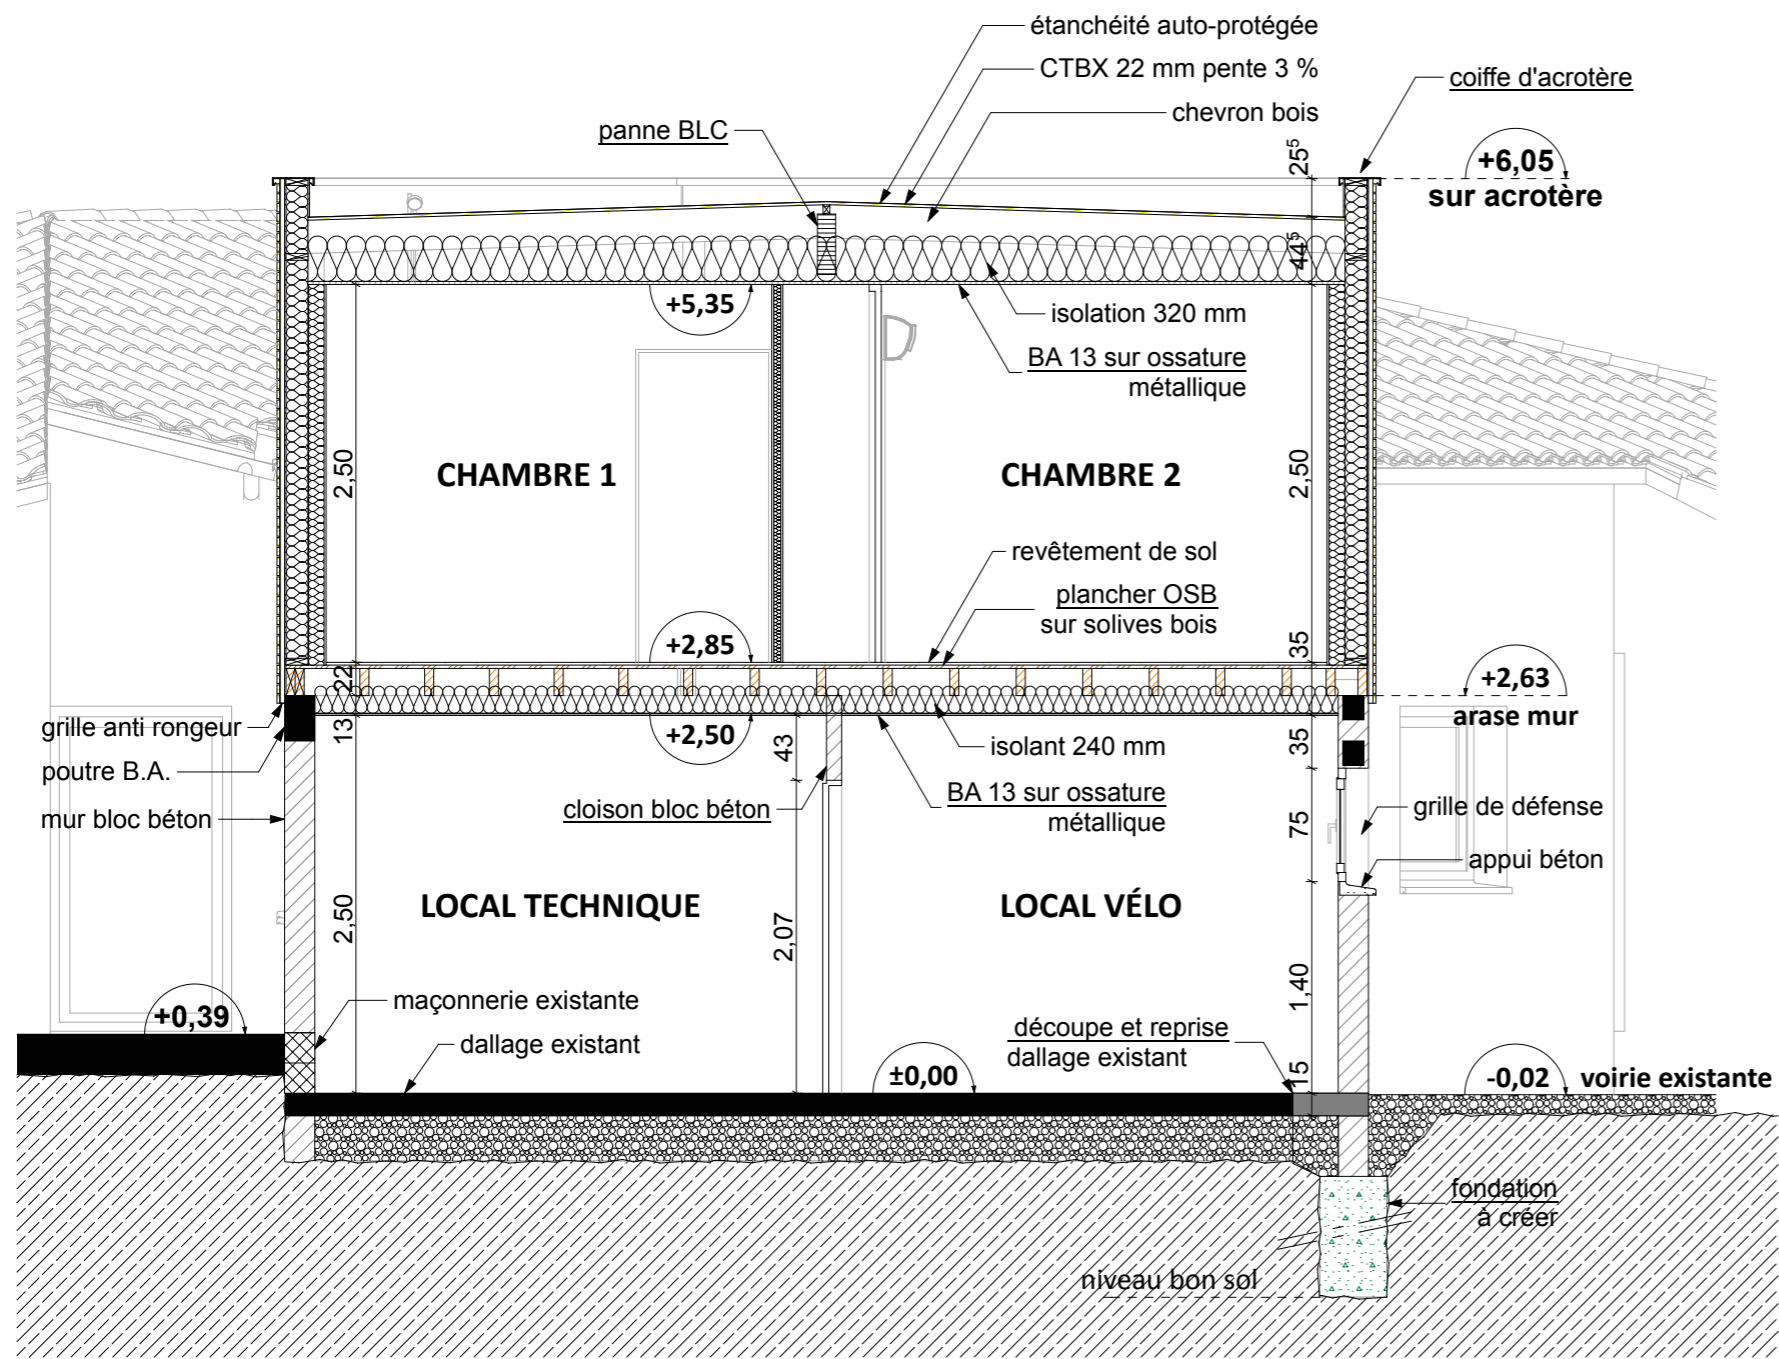 étanchéité auto-protégée
CTBX 22 mm pente 3 %
coiffe d'acrotère
chevron bois
panne BLC
25⁵
+6,05
sur acrotère
44⁵
+5,35
isolation 320 mm
BA 13 sur ossature
métallique
2,50
CHAMBRE 1
CHAMBRE 2
2,50
revêtement de sol
plancher OSB
sur solives bois
+2,85
35
22
+2,63
arase mur
grille anti rongeur
13
+2,50
43
isolant 240 mm
35
poutre B.A.
BA 13 sur ossature
métallique
cloison bloc béton
mur bloc béton
75
grille de défense
appui béton
LOCAL TECHNIQUE
LOCAL VÉLO
2,50
2,07
1,40
maçonnerie existante
+0,39
dallage existant
découpe et reprise
dallage existant
±0,00
15
-0,02
voirie existante
fondation
à créer
niveau bon sol